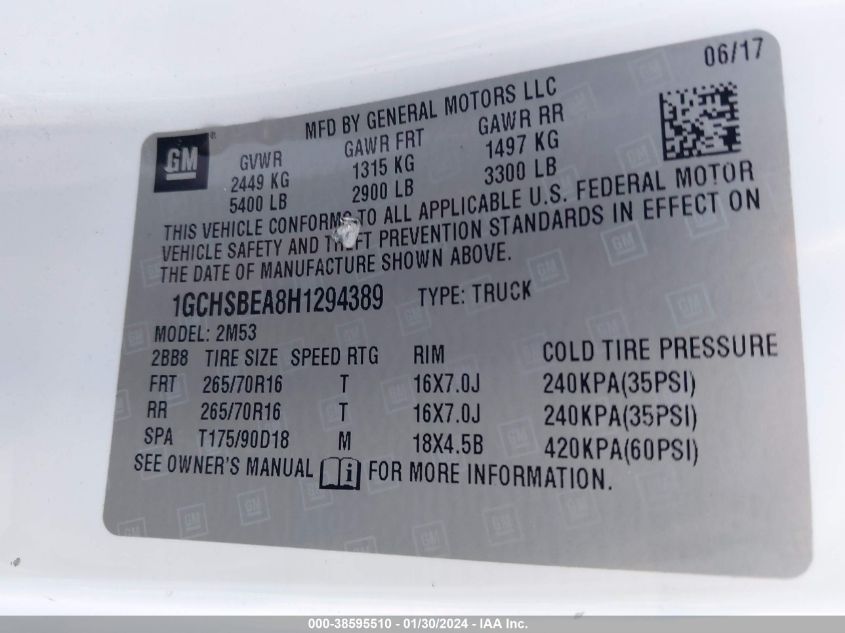 06/17
MFD BY GENERAL MOTORS LLC
GM
GVWR GAWR FRT GAWR RR
2449 KG 1315 KG 1497 KG
5400 LB 2900 LB 3300 LB
THIS VEHICLE CONFORMS TO ALL APPLICABLE U.S. FEDERAL MOTOR
VEHICLE SAFETY AND THEFT PREVENTION STANDARDS IN EFFECT ON
THE DATE OF MANUFACTURE SHOWN ABOVE.
1GCHSBEA8H1294389 TYPE: TRUCK
MODEL: 2M53
2BB8 TIRE SIZE SPEED RTG RIM COLD TIRE PRESSURE
FRT 265/70R16 T 16X7.0J 240KPA(35PSI)
RR 265/70R16 T 16X7.0J 240KPA(35PSI)
SPA T175/90D18 M 18X4.5B 420KPA(60PSI)
SEE OWNER'S MANUAL i FOR MORE INFORMATION.
000-38595510 - 01/30/2024 - IAA Inc.